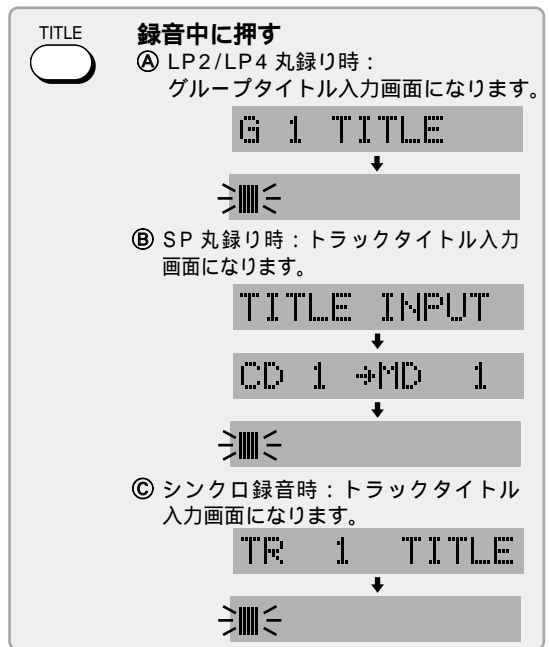 TITLE
録音中に押す
Ⓐ LP2/LP4 丸録り時：
グループタイトル入力画面になります。
G 1 TITLE
Ⓑ SP 丸録り時：トラックタイトル入力
画面になります。
TITLE INPUT
CD 1 →MD 1
Ⓒ シンクロ録音時：トラックタイトル
入力画面になります。
TR 1 TITLE